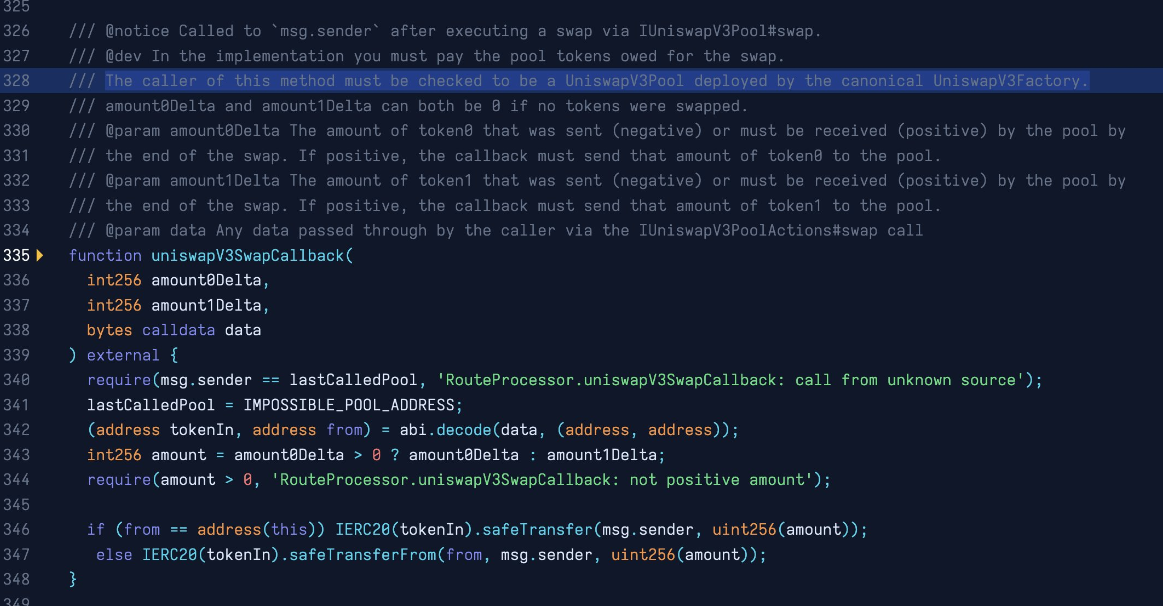 325
326 /// @notice Called to `msg.sender` after executing a swap via IUniswapV3Pool#swap.
327 /// @dev In the implementation you must pay the pool tokens owed for the swap.
328 /// The caller of this method must be checked to be a UniswapV3Pool deployed by the canonical UniswapV3Factory.
329 /// amount0Delta and amount1Delta can both be 0 if no tokens were swapped.
330 /// @param amount0Delta The amount of token0 that was sent (negative) or must be received (positive) by the pool by
331 /// the end of the swap. If positive, the callback must send that amount of token0 to the pool.
332 /// @param amount1Delta The amount of token1 that was sent (negative) or must be received (positive) by the pool by
333 /// the end of the swap. If positive, the callback must send that amount of token1 to the pool.
334 /// @param data Any data passed through by the caller via the IUniswapV3PoolActions#swap call
335 function uniswapV3SwapCallback(
336 int256 amount0Delta,
337 int256 amount1Delta,
338 bytes calldata data
339 ) external {
340 require(msg.sender == lastCalledPool, 'RouteProcessor.uniswapV3SwapCallback: call from unknown source');
341 lastCalledPool = IMPOSSIBLE_POOL_ADDRESS;
342 (address tokenIn, address from) = abi.decode(data, (address, address));
343 int256 amount = amount0Delta > 0 ? amount0Delta : amount1Delta;
344 require(amount > 0, 'RouteProcessor.uniswapV3SwapCallback: not positive amount');
345
346 if (from == address(this)) IERC20(tokenIn).safeTransfer(msg.sender, uint256(amount));
347 else IERC20(tokenIn).safeTransferFrom(from, msg.sender, uint256(amount));
348 }
349